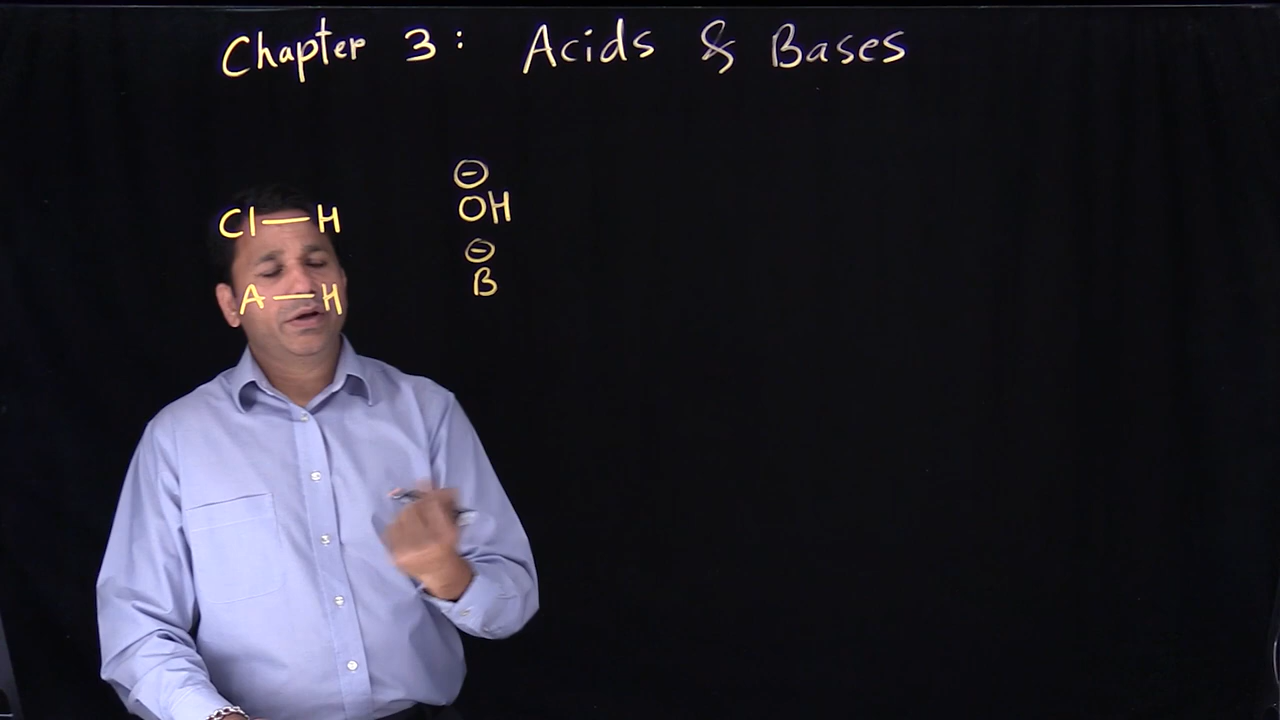 Chapter 3: Acids & Bases
Cl—H
⊖
OH
A—H
⊖
B